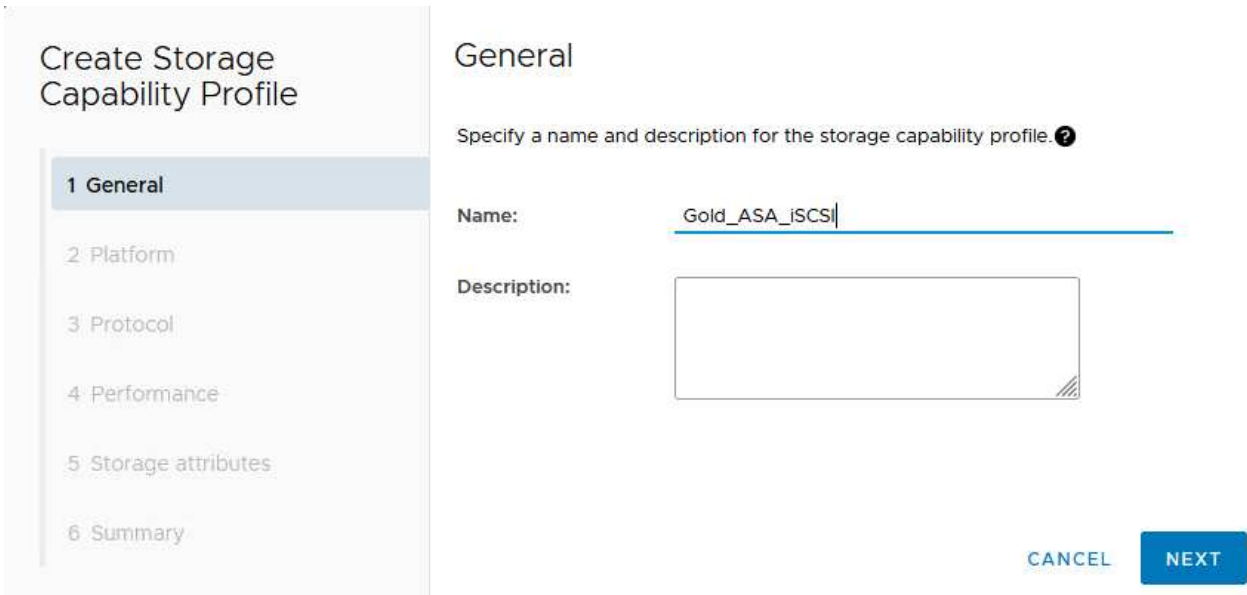 Create Storage
Capability Profile
1 General
2 Platform
3 Protocol
4 Performance
5 Storage attributes
6 Summary
General
Specify a name and description for the storage capability profile.?
Name:
Gold_ASA_iSCSI
Description:
CANCEL
NEXT